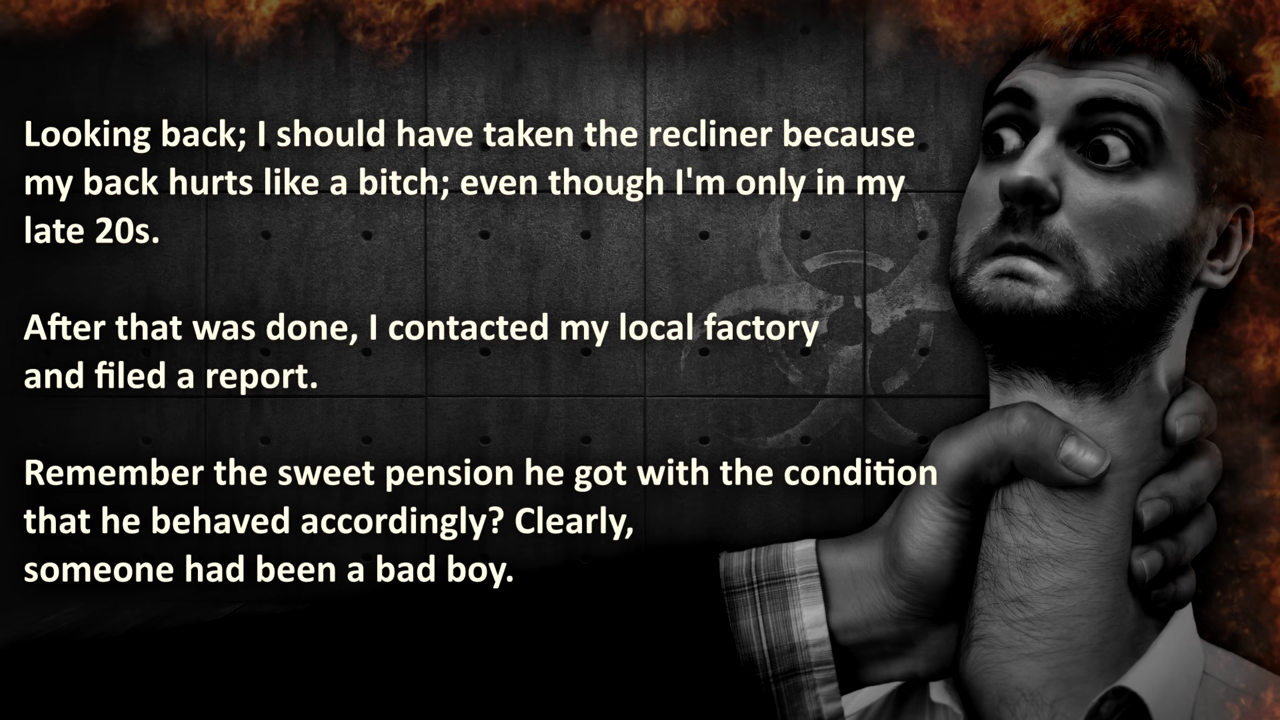 Looking back; I should have taken the recliner because
my back hurts like a bitch; even though I'm only in my
late 20s.
After that was done, I contacted my local factory
and filed a report.
Remember the sweet pension he got with the condition
that he behaved accordingly? Clearly,
someone had been a bad boy.